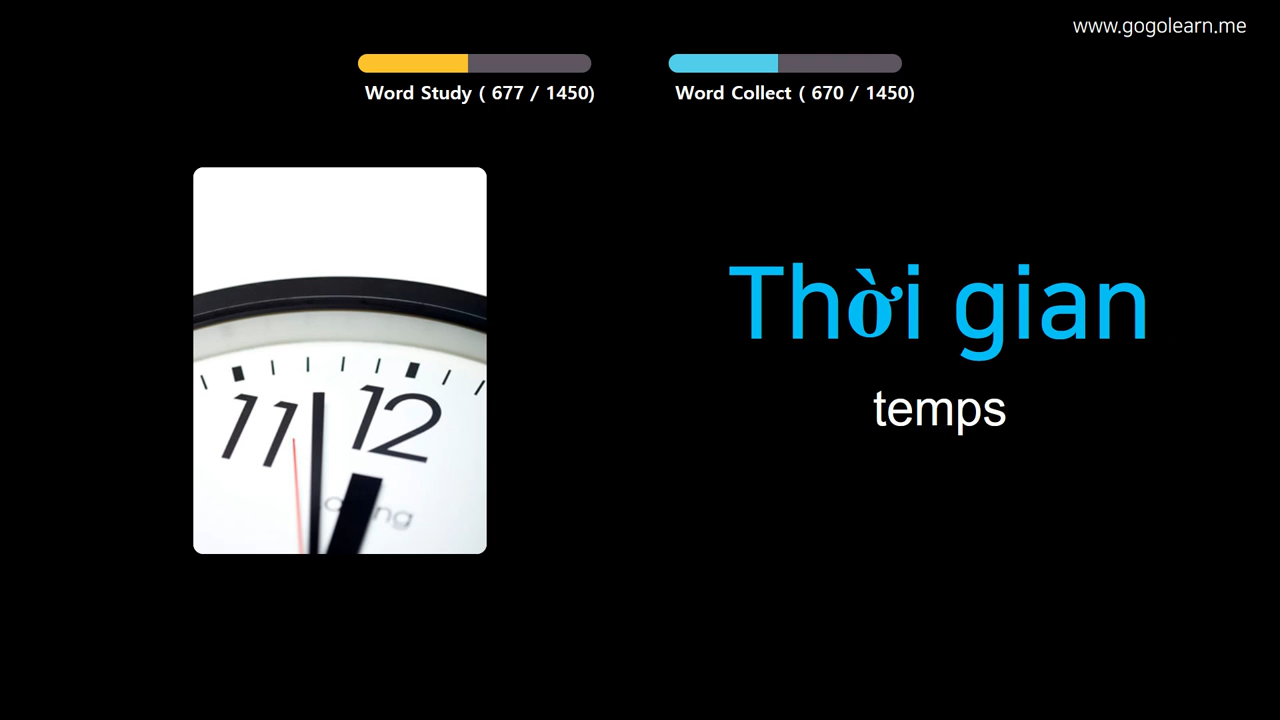 www.gogolearn.me
Word Study ( 677 / 1450)
Word Collect ( 670 / 1450)
11
12
Thời gian
temps